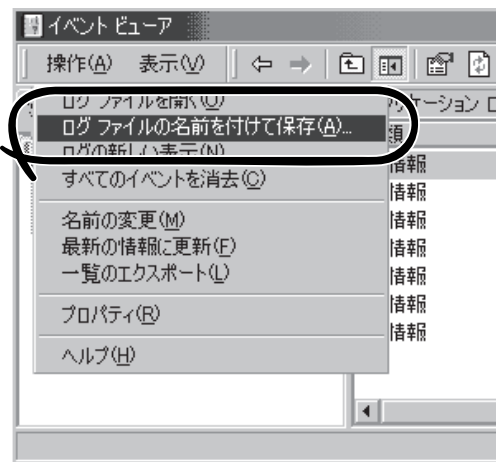 イベント ビューア
操作(A) 表示(V)
ログ ファイルを開く(O)
ログ ファイルの名前を付けて保存(A)...
ログの新しい表示(N)
すべてのイベントを消去(C)
名前の変更(M)
最新の情報に更新(F)
一覧のエクスポート(L)
プロパティ(R)
ヘルプ(H)
リケーション ロ
類
情報
情報
情報
情報
情報
情報
情報